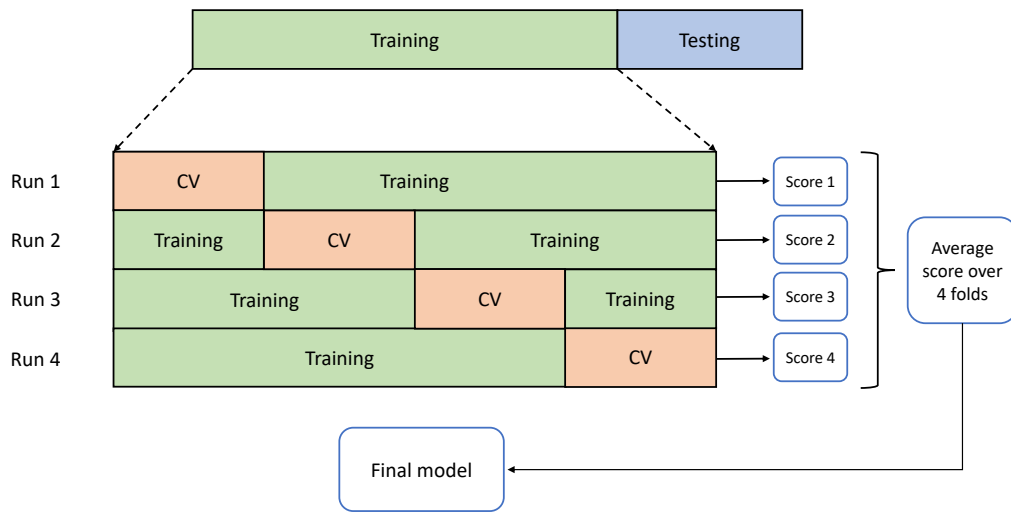 Training
Testing
Run 1
CV
Training
Score 1
Run 2
Training
CV
Training
Score 2
Run 3
Training
CV
Training
Score 3
Run 4
Training
CV
Score 4
Average
score over
4 folds
Final model